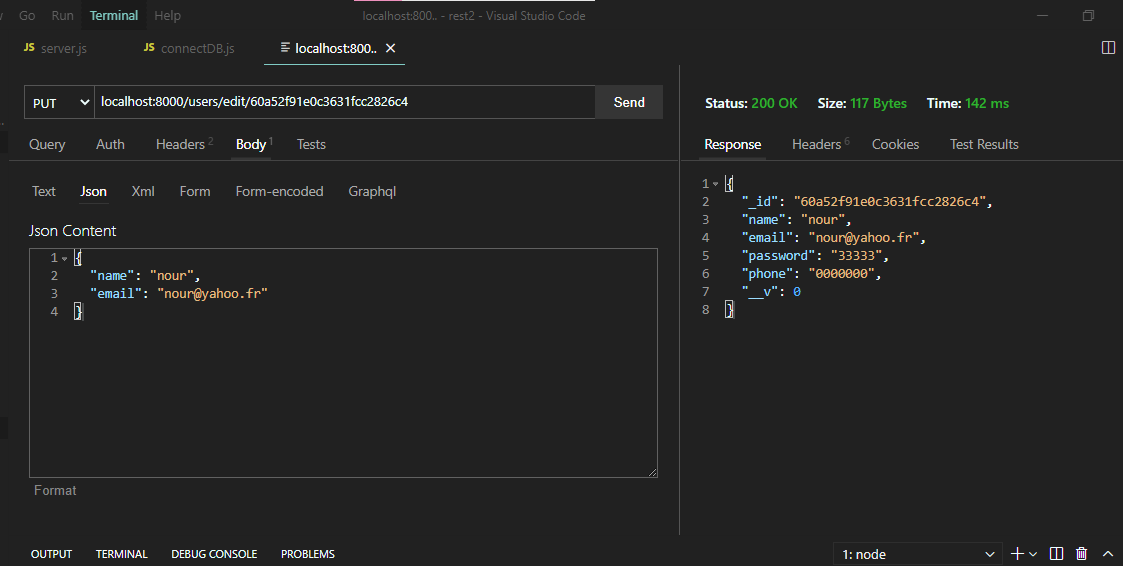 Go Run Terminal Help localhost:800.. - rest2 - Visual Studio Code
JS server.js JS connectDB.js localhost:800..
PUT localhost:8000/users/edit/60a52f91e0c3631fcc2826c4 Send
Query Auth Headers 2 Body 1 Tests
Text Json Xml Form Form-encoded Graphql
Json Content
1 {
2 "name": "nour",
3 "email": "nour@yahoo.fr"
4 }
Format
Status: 200 OK Size: 117 Bytes Time: 142 ms
Response Headers 6 Cookies Test Results
1 {
2 "_id": "60a52f91e0c3631fcc2826c4",
3 "name": "nour",
4 "email": "nour@yahoo.fr",
5 "password": "33333",
6 "phone": "0000000",
7 "__v": 0
8 }
OUTPUT TERMINAL DEBUG CONSOLE PROBLEMS 1: node